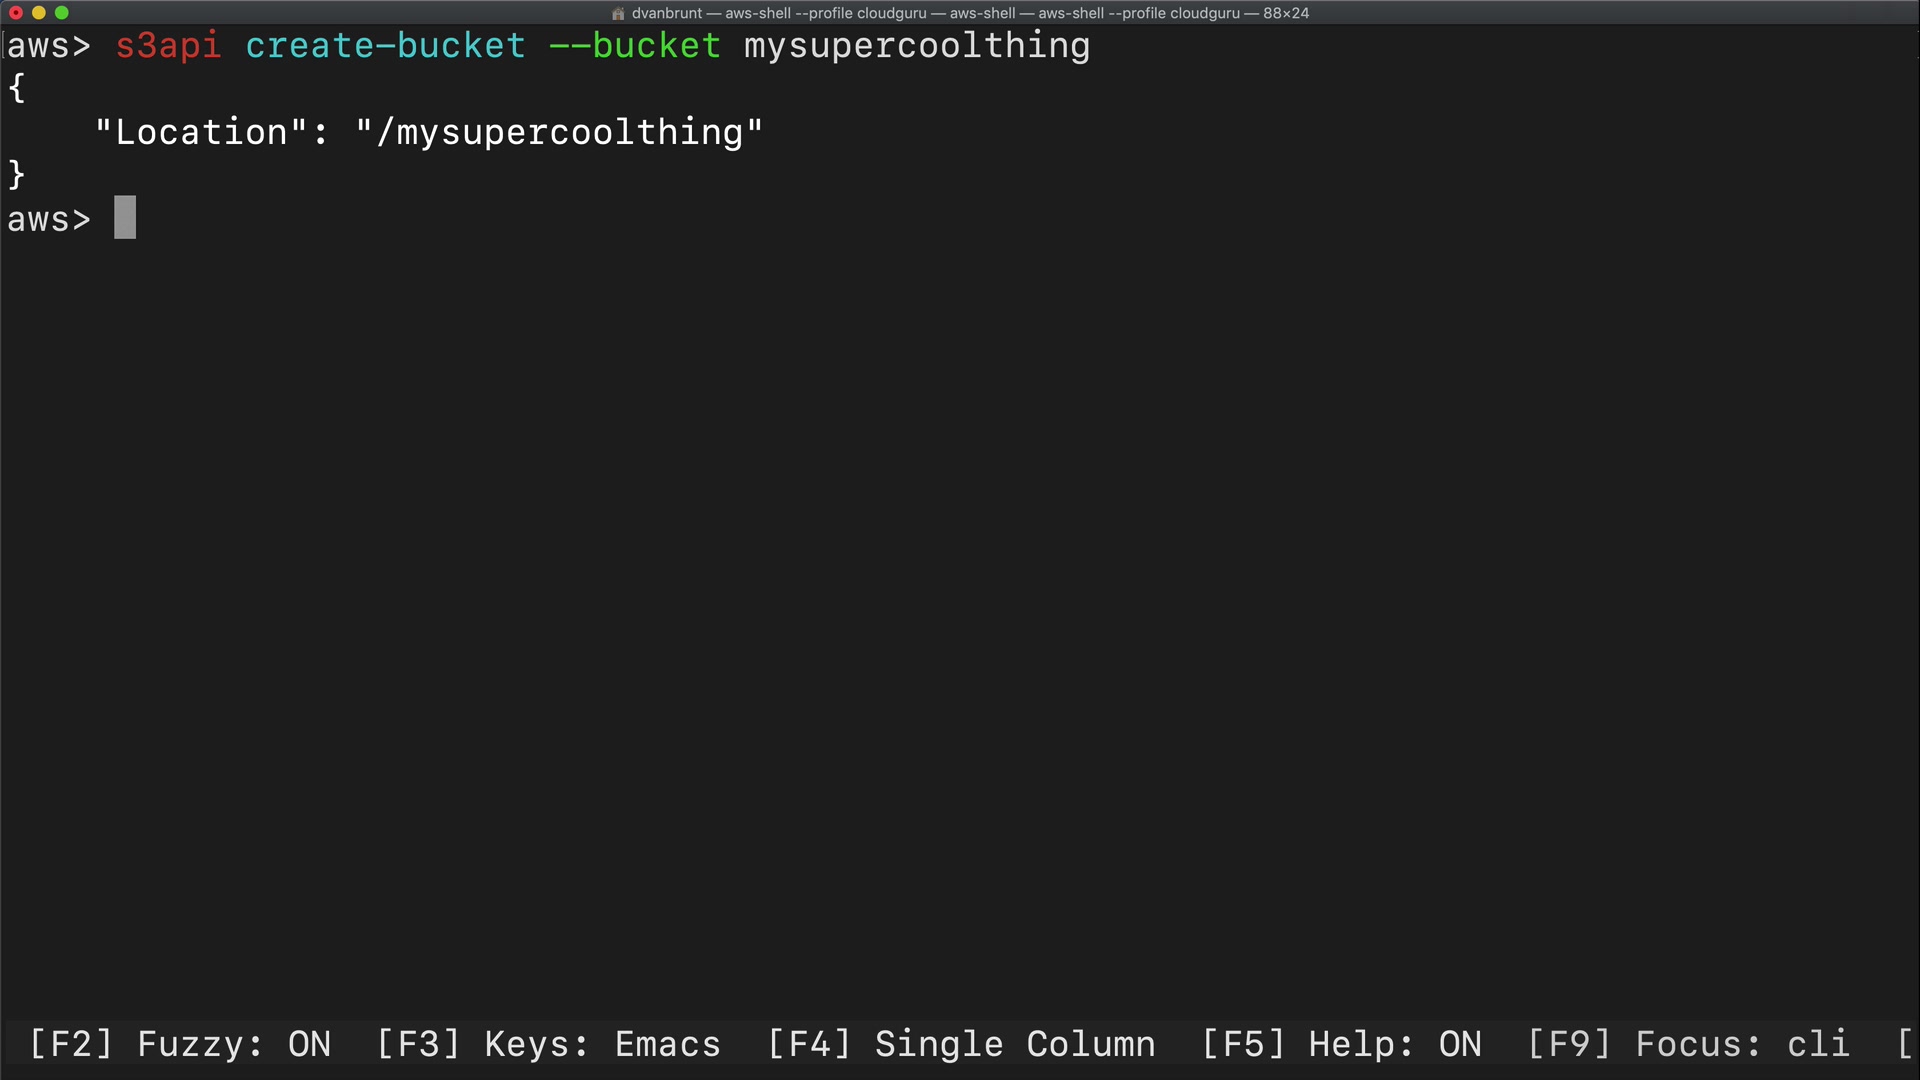 dvanbrunt — aws-shell --profile cloudguru — aws-shell — aws-shell --profile cloudguru — 88×24
aws> s3api create-bucket --bucket mysupercoolthing
{
    "Location": "/mysupercoolthing"
}
aws>
[F2] Fuzzy: ON  [F3] Keys: Emacs  [F4] Single Column  [F5] Help: ON  [F9] Focus: cli  [